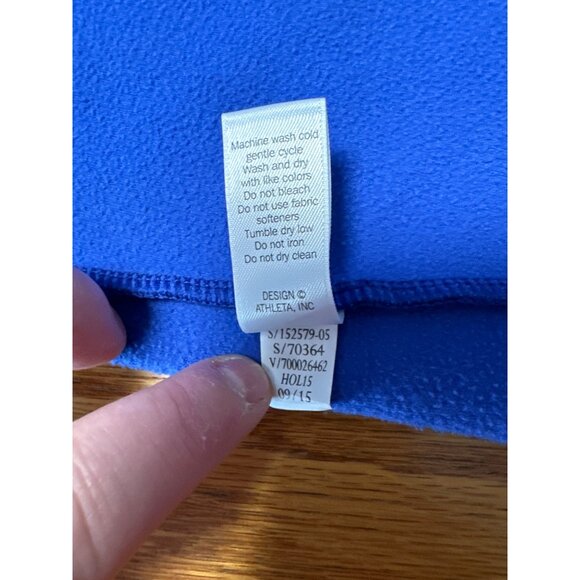 Machine wash cold
gentle cycle
Wash and dry
with like colors
Do not bleach
Do not use fabric
softeners
Tumble dry low
Do not iron
Do not dry clean
DESIGN ©
ATHLETA, INC
S/152579-05
S/70364
V/700026462
HOL15
09/15